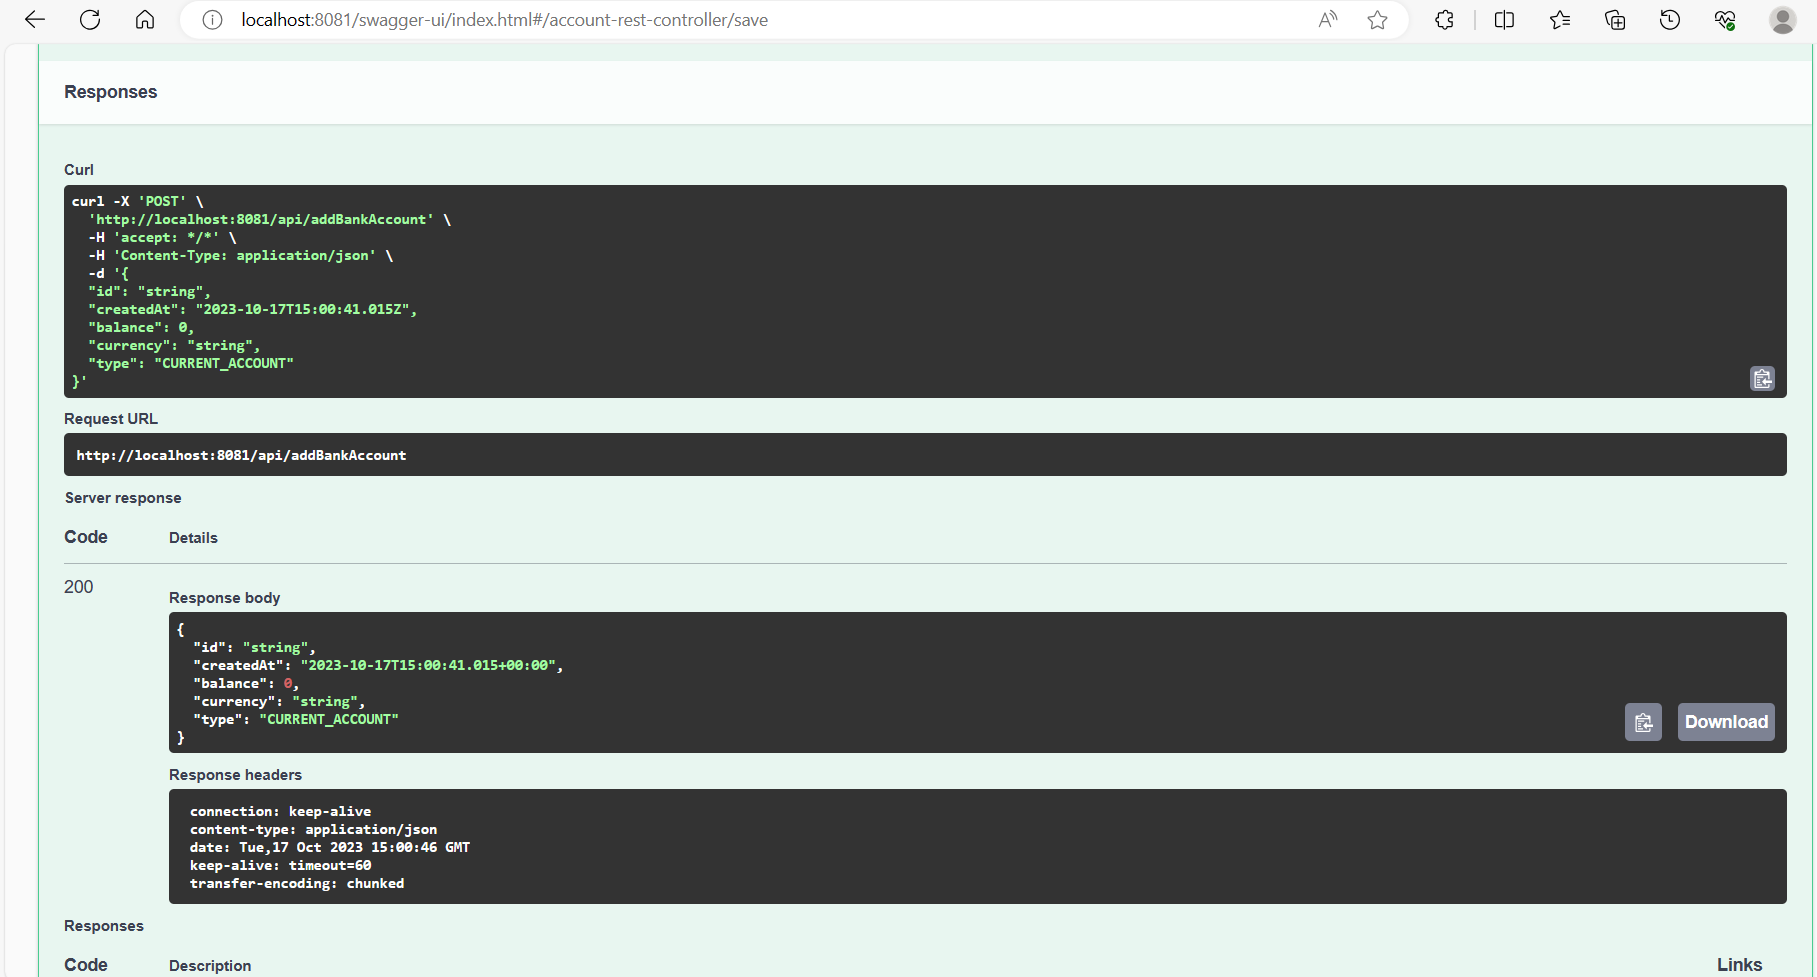 localhost:8081/swagger-ui/index.html#/account-rest-controller/save
Responses
Curl
curl -X 'POST' \
  'http://localhost:8081/api/addBankAccount' \
  -H 'accept: */*' \
  -H 'Content-Type: application/json' \
  -d '{
  "id": "string",
  "createdAt": "2023-10-17T15:00:41.015Z",
  "balance": 0,
  "currency": "string",
  "type": "CURRENT_ACCOUNT"
}'
Request URL
http://localhost:8081/api/addBankAccount
Server response
Code Details
200
Response body
{
  "id": "string",
  "createdAt": "2023-10-17T15:00:41.015+00:00",
  "balance": 0,
  "currency": "string",
  "type": "CURRENT_ACCOUNT"
}
Download
Response headers
connection: keep-alive
content-type: application/json
date: Tue,17 Oct 2023 15:00:46 GMT
keep-alive: timeout=60
transfer-encoding: chunked
Responses
Code Description Links